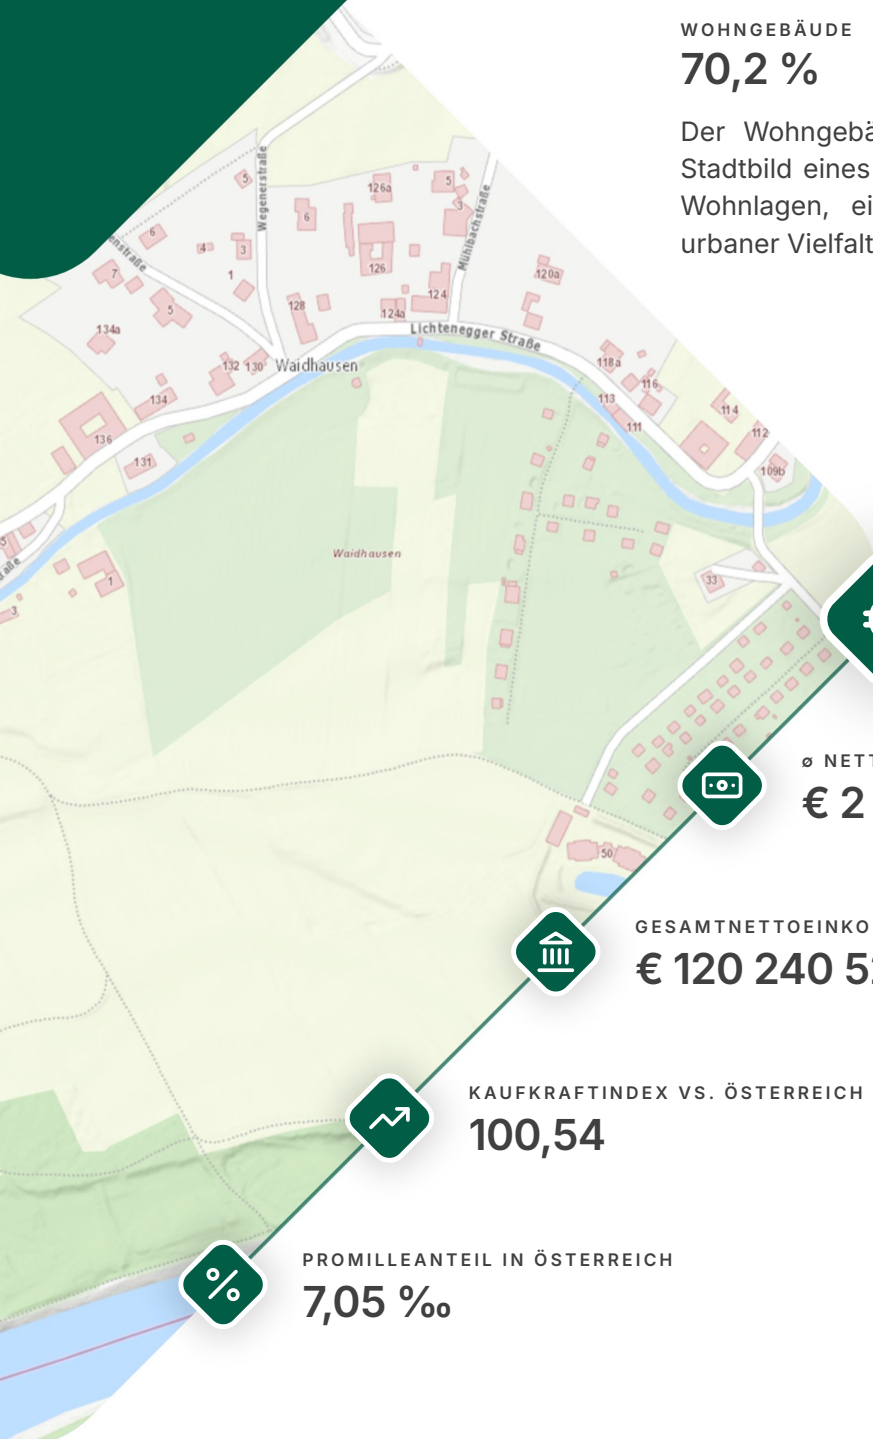 WOHNGEBÄUDE
70,2 %
Der Wohngebä
Stadtbild eines
Wohnlagen, ei
urbaner Vielfalt
Wegenerstraße
Mühlbachstraße
enstraße
5
126a
5
3
6
6
4
3
126
7
1
120a
124
128
124a
5
134a
Lichtenegger Straße
132 130
Waidhausen
118a
116
134
113
114
111
112
136
131
109b
Waidhausen
1
33
3
ø NETT
€ 2
50
GESAMTNETTOEINKO
€ 120 240 5
KAUFKRAFTINDEX VS. ÖSTERREICH
100,54
PROMILLEANTEIL IN ÖSTERREICH
7,05 ‰